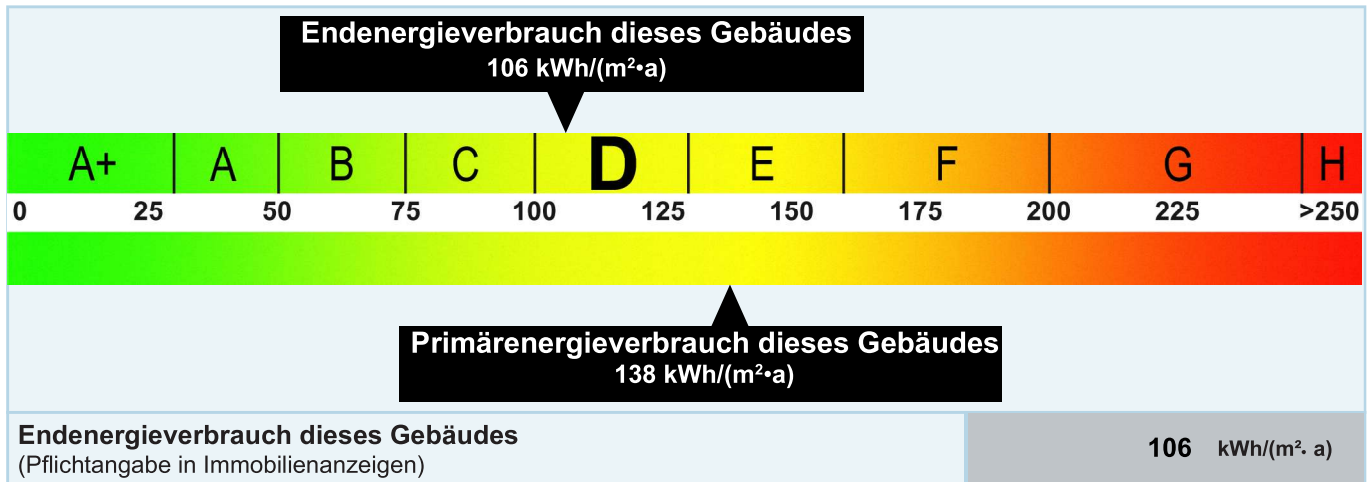 Endenergieverbrauch dieses Gebäudes
106 kWh/(m²•a)
A+ A B C D E F G H
0 25 50 75 100 125 150 175 200 225 >250
Primärenergieverbrauch dieses Gebäudes
138 kWh/(m²•a)
Endenergieverbrauch dieses Gebäudes
(Pflichtangabe in Immobilienanzeigen)
106 kWh/(m²• a)